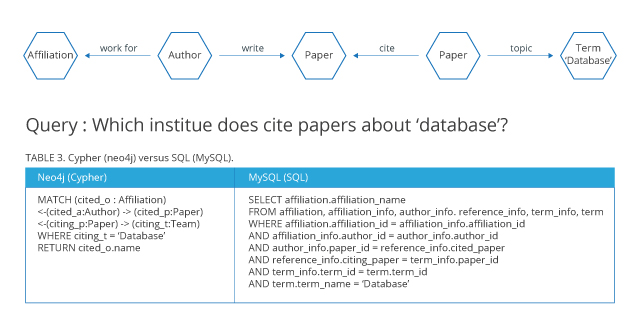 Affiliation
work for
Author
write
Paper
cite
Paper
topic
Term
‘Database’
Query : Which institue does cite papers about ‘database’?
TABLE 3. Cypher (neo4j) versus SQL (MySQL).
Neo4j (Cypher)
MATCH (cited_o : Affiliation)
<-(cited_a:Author) -> (cited_p:Paper)
<-(citing_p:Paper) -> (citing_t:Team)
WHERE citing_t = ‘Database’
RETURN cited_o.name
MySQL (SQL)
SELECT affiliation.affiliation_name
FROM affiliation, affiliation_info, author_info. reference_info, term_info, term
WHERE affiliation.affiliation_id = affiliation_info.affiliation_id
AND affiliation_info.author_id = author_info.author_id
AND author_info.paper_id = reference_info.cited_paper
AND reference_info.citing_paper = term_info.paper_id
AND term_info.term_id = term.term_id
AND term.term_name = ‘Database’